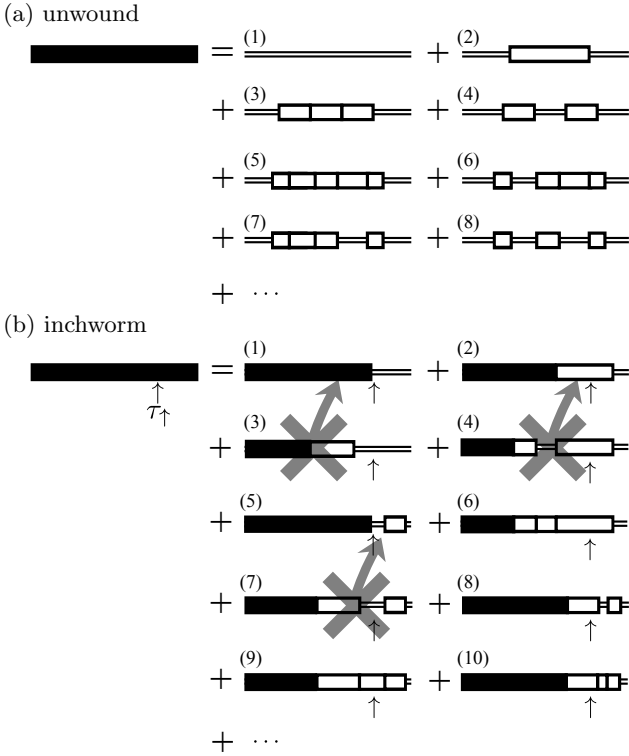 (a) unwound
= (1) + (2)
+ (3) + (4)
+ (5) + (6)
+ (7) + (8)
+ ···
(b) inchworm
= (1) + (2)
τ↑
+ (3) + (4)
+ (5) + (6)
+ (7) + (8)
+ (9) + (10)
+ ···